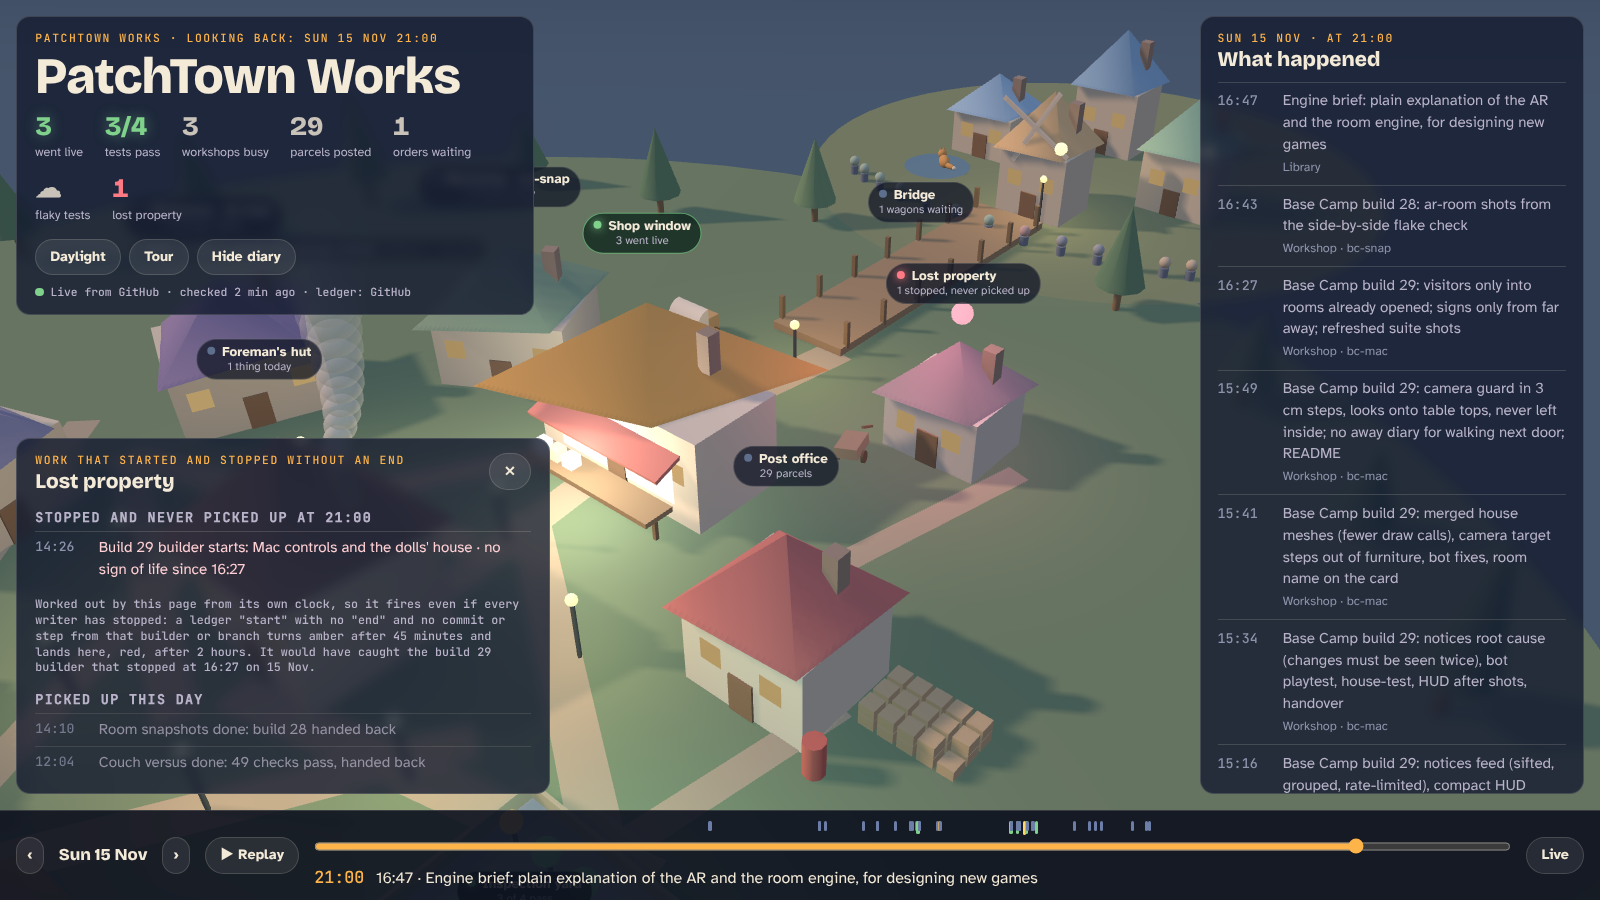 PATCHTOWN WORKS · LOOKING BACK: SUN 15 NOV 21:00
PatchTown Works
3 3/4 3 29 1
went live tests pass workshops busy parcels posted orders waiting
1
flaky tests lost property
Daylight Tour Hide diary
Live from GitHub · checked 2 min ago · ledger: GitHub
-snap
Shop window
3 went live
Bridge
1 wagons waiting
Lost property
1 stopped, never picked up
Foreman's hut
1 thing today
Post office
29 parcels
WORK THAT STARTED AND STOPPED WITHOUT AN END
Lost property
×
STOPPED AND NEVER PICKED UP AT 21:00
14:26 Build 29 builder starts: Mac controls and the dolls' house · no
sign of life since 16:27
Worked out by this page from its own clock, so it fires even if every
writer has stopped: a ledger "start" with no "end" and no commit or
step from that builder or branch turns amber after 45 minutes and
lands here, red, after 2 hours. It would have caught the build 29
builder that stopped at 16:27 on 15 Nov.
PICKED UP THIS DAY
14:10 Room snapshots done: build 28 handed back
12:04 Couch versus done: 49 checks pass, handed back
SUN 15 NOV · AT 21:00
What happened
16:47 Engine brief: plain explanation of the AR
and the room engine, for designing new
games
Library
16:43 Base Camp build 28: ar-room shots from
the side-by-side flake check
Workshop · bc-snap
16:27 Base Camp build 29: visitors only into
rooms already opened; signs only from far
away; refreshed suite shots
Workshop · bc-mac
15:49 Base Camp build 29: camera guard in 3
cm steps, looks onto table tops, never left
inside; no away diary for walking next door;
README
Workshop · bc-mac
15:41 Base Camp build 29: merged house
meshes (fewer draw calls), camera target
steps out of furniture, bot fixes, room
name on the card
Workshop · bc-mac
15:34 Base Camp build 29: notices root cause
(changes must be seen twice), bot
playtest, house-test, HUD after shots,
handover
Workshop · bc-mac
15:16 Base Camp build 29: notices feed (sifted,
grouped, rate-limited), compact HUD
‹ Sun 15 Nov › ▶ Replay
Live
21:00 16:47 · Engine brief: plain explanation of the AR and the room engine, for designing new games